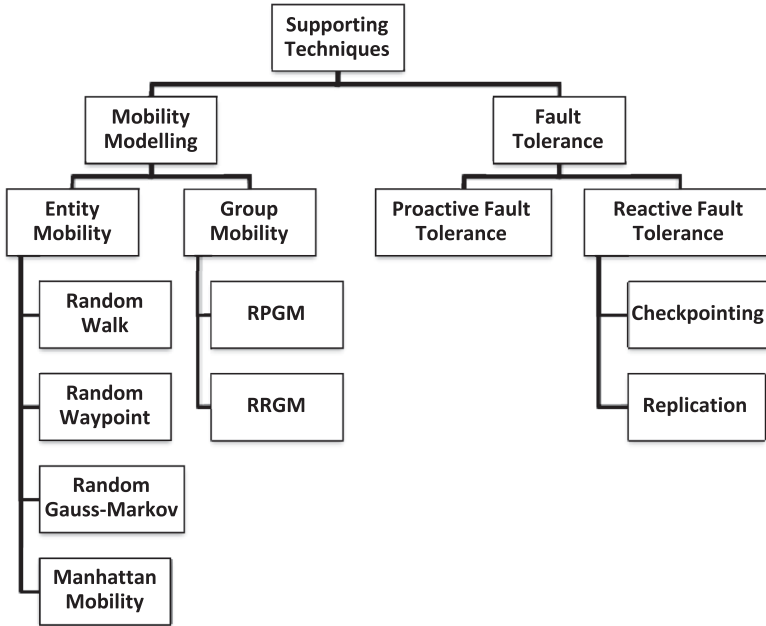 Supporting
Techniques
Mobility
Modelling
Fault
Tolerance
Entity
Mobility
Group
Mobility
Proactive Fault
Tolerance
Reactive Fault
Tolerance
Random
Walk
RPGM
Checkpointing
Random
Waypoint
RRGM
Replication
Random
Gauss-Markov
Manhattan
Mobility